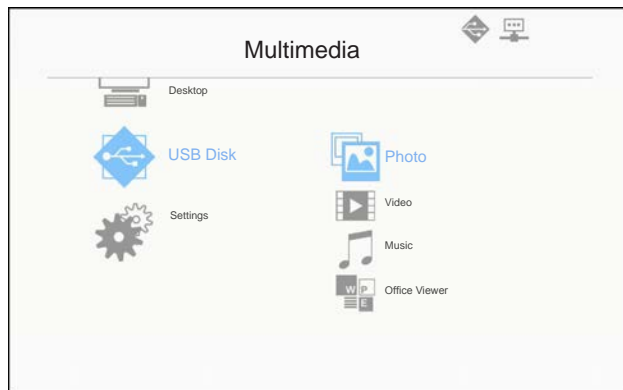 Multimedia
Desktop
USB Disk
Photo
Video
Settings
Music
W P
E
Office Viewer